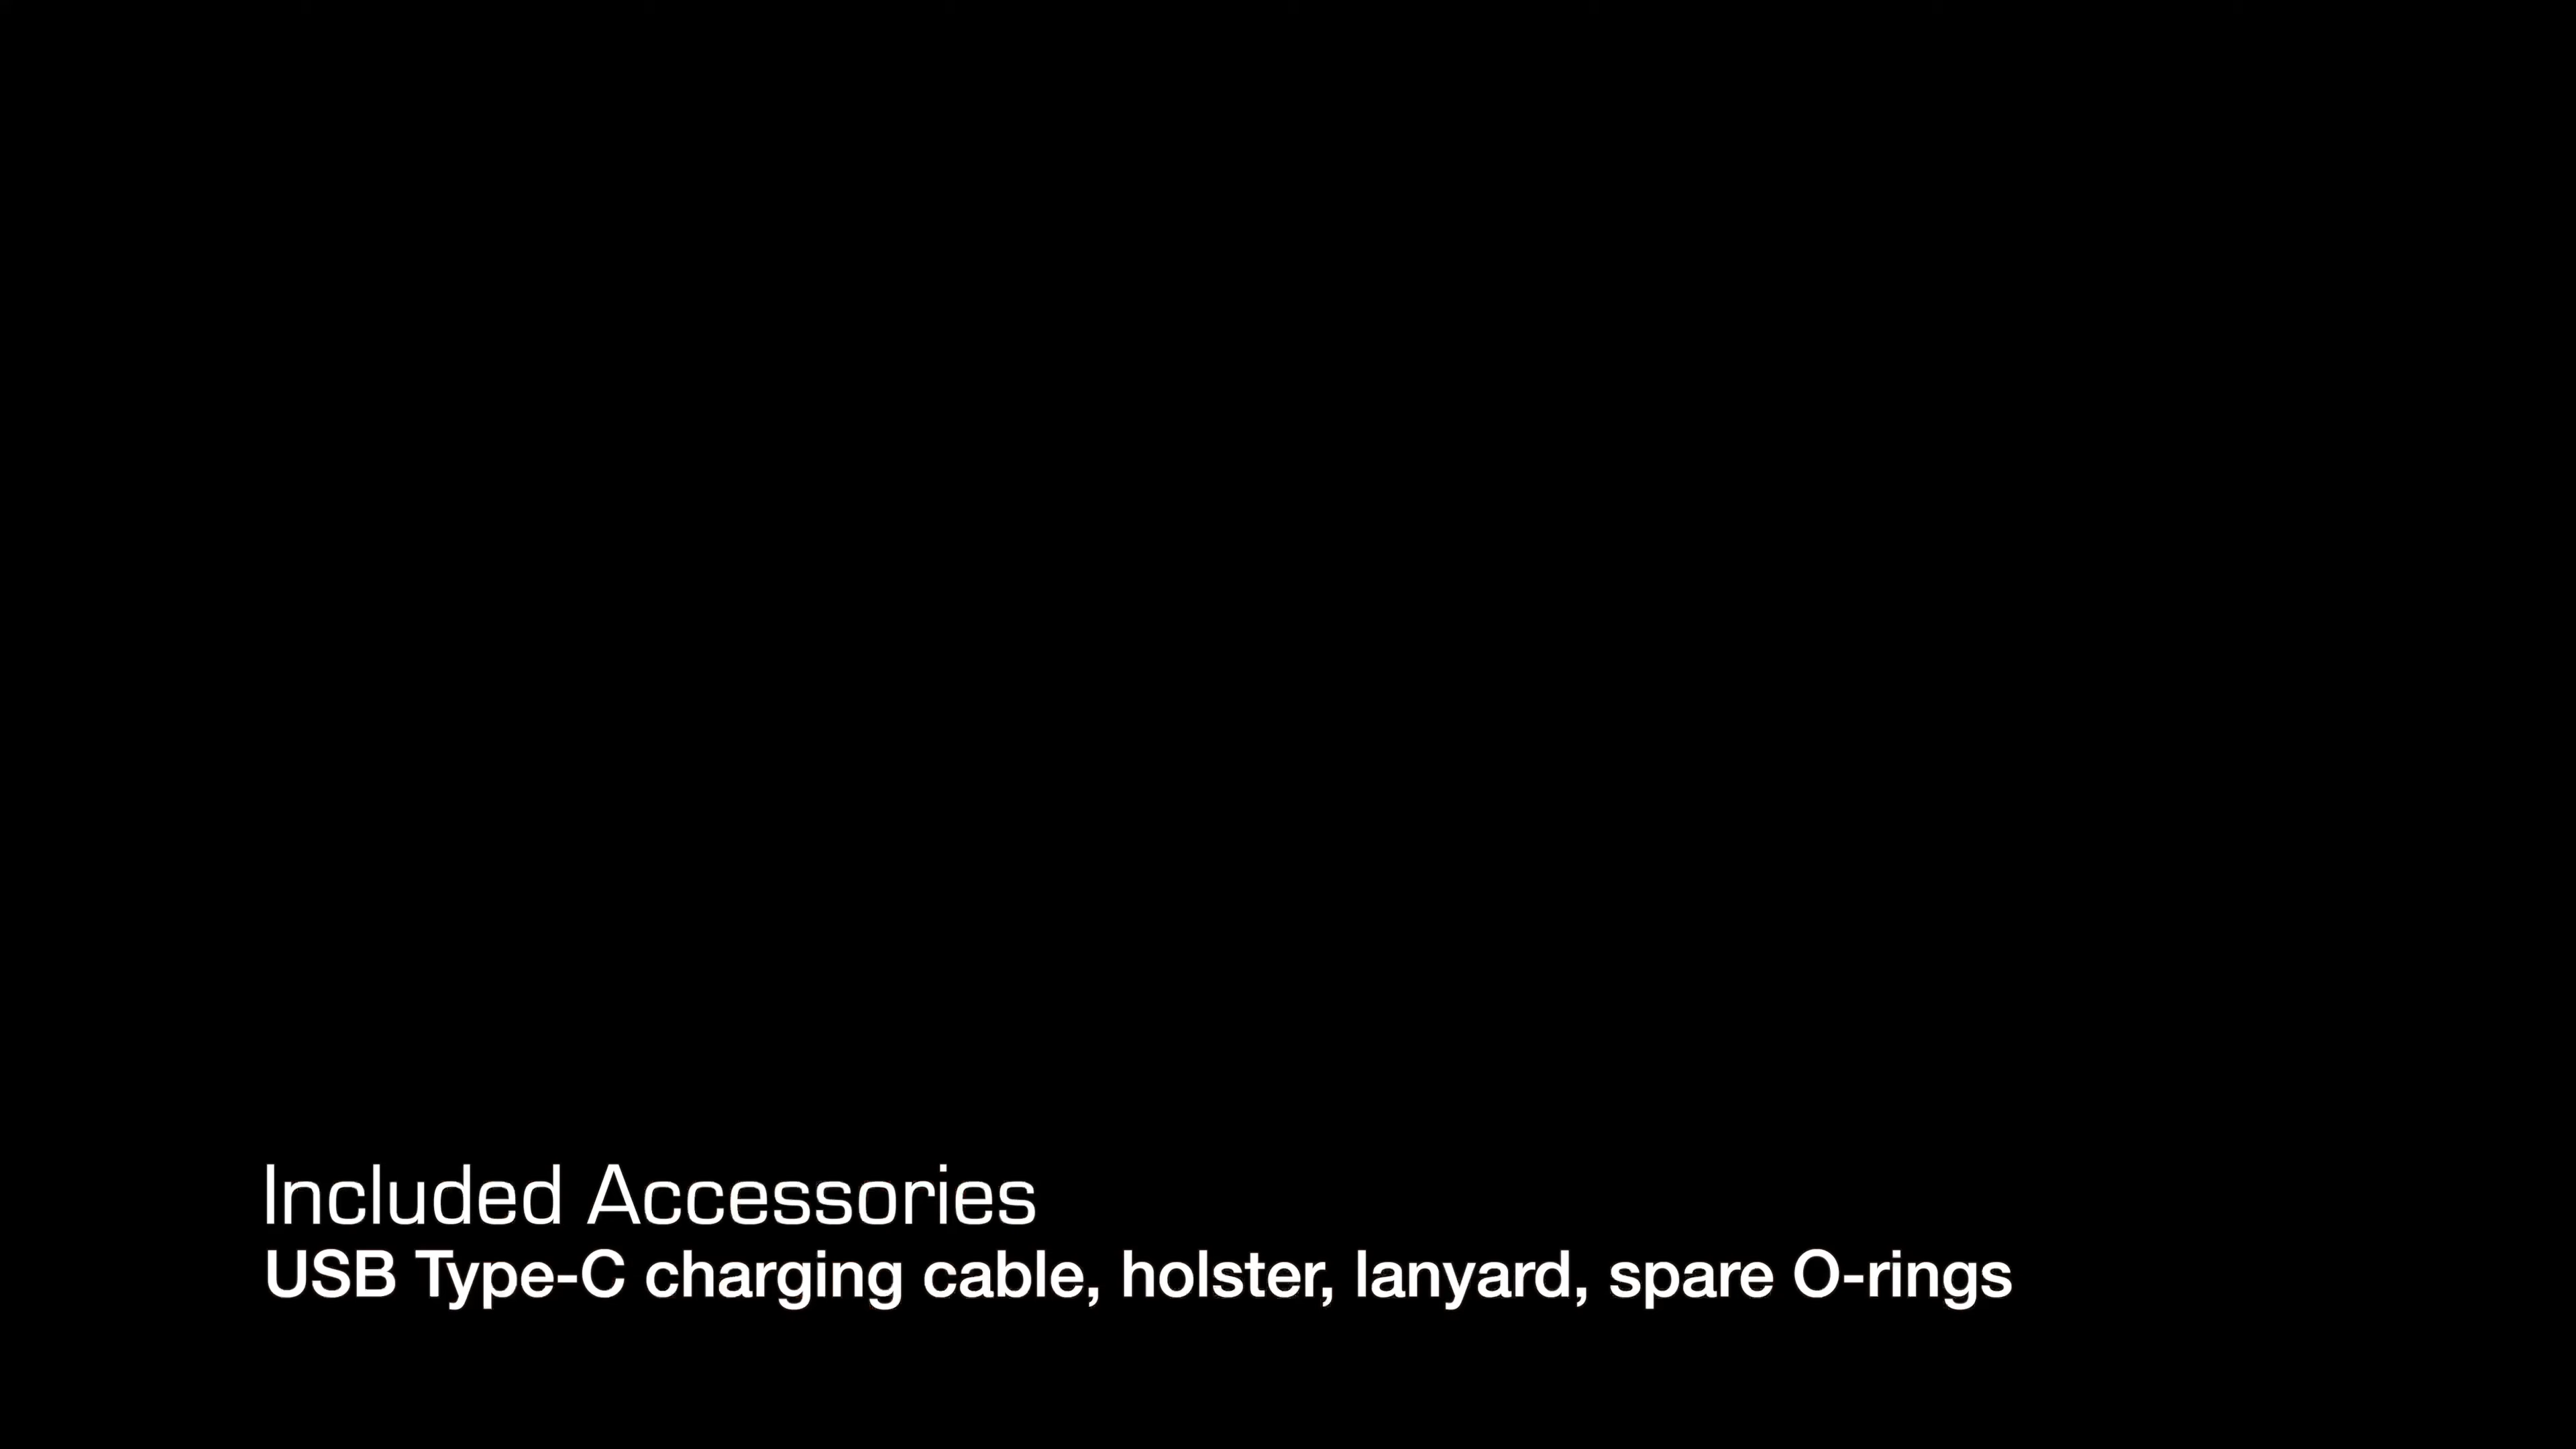 Included Accessories
USB Type-C charging cable, holster, lanyard, spare O-rings